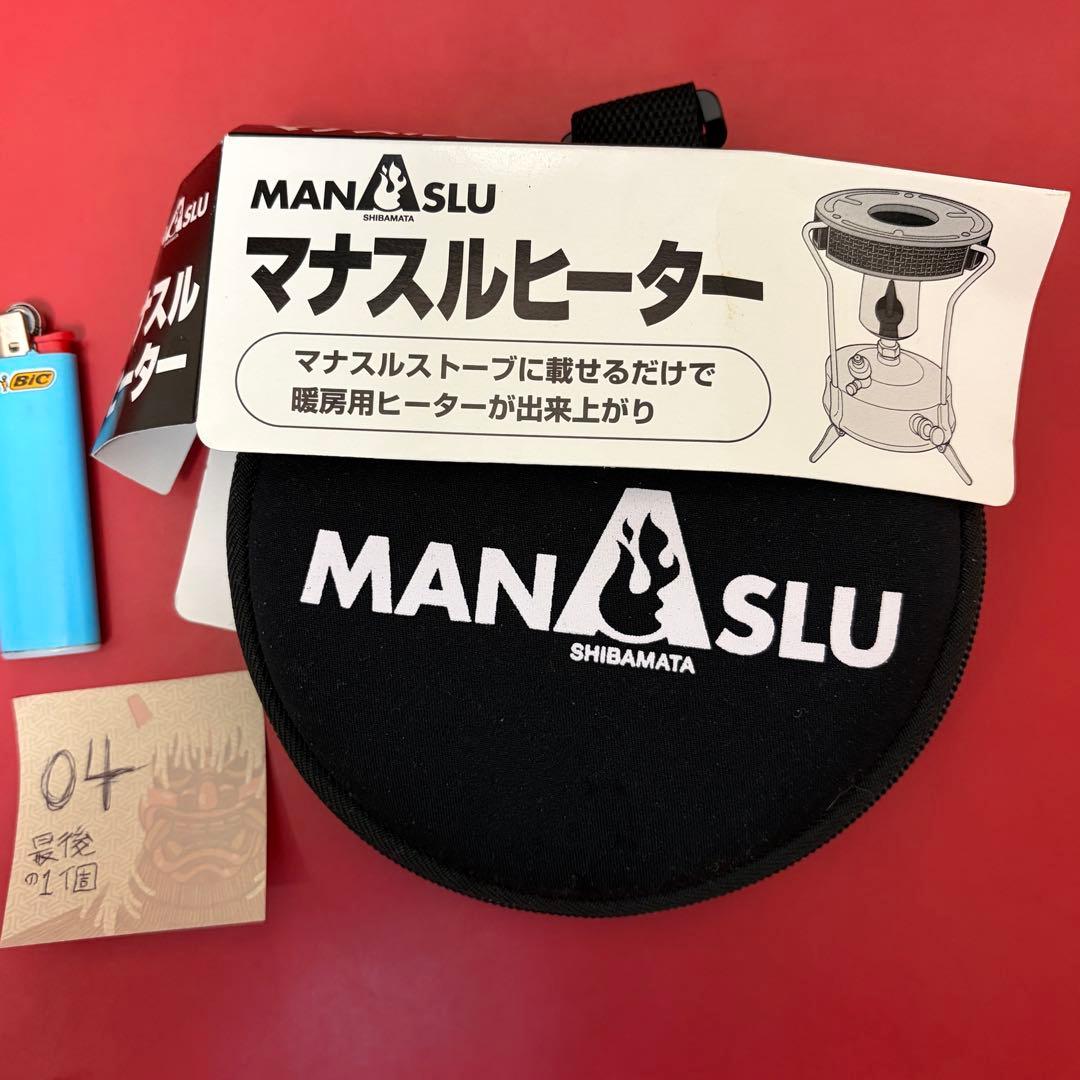 MANASLU
SHIBAMATA
マナスルヒーター
マナスルストーブに載せるだけで
暖房用ヒーターが出来上がり
SLU
スル
ーター
BiC
MANASLU
SHIBAMATA
04
最後
の1個